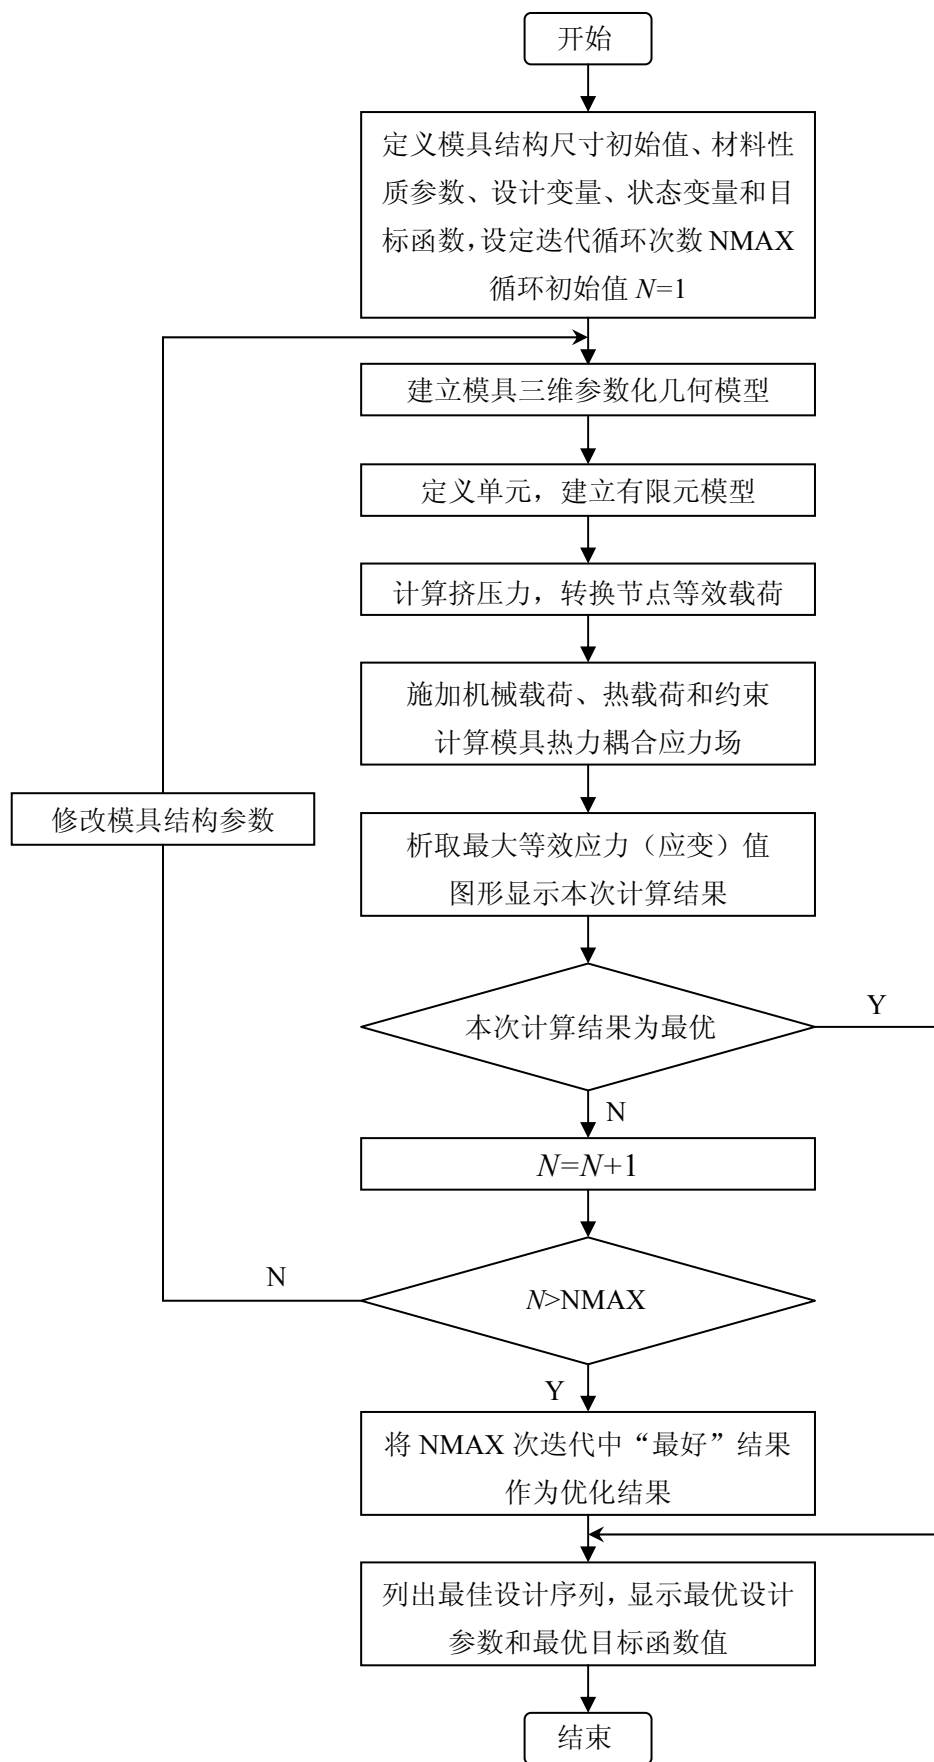 开始
定义模具结构尺寸初始值、材料性
质参数、设计变量、状态变量和目
标函数，设定迭代循环次数 NMAX
循环初始值 N=1
建立模具三维参数化几何模型
定义单元，建立有限元模型
计算挤压力，转换节点等效载荷
施加机械载荷、热载荷和约束
计算模具热力耦合应力场
修改模具结构参数
析取最大等效应力（应变）值
图形显示本次计算结果
本次计算结果为最优
Y
N
N=N+1
N
N>NMAX
Y
将 NMAX 次迭代中“最好”结果
作为优化结果
列出最佳设计序列，显示最优设计
参数和最优目标函数值
结束